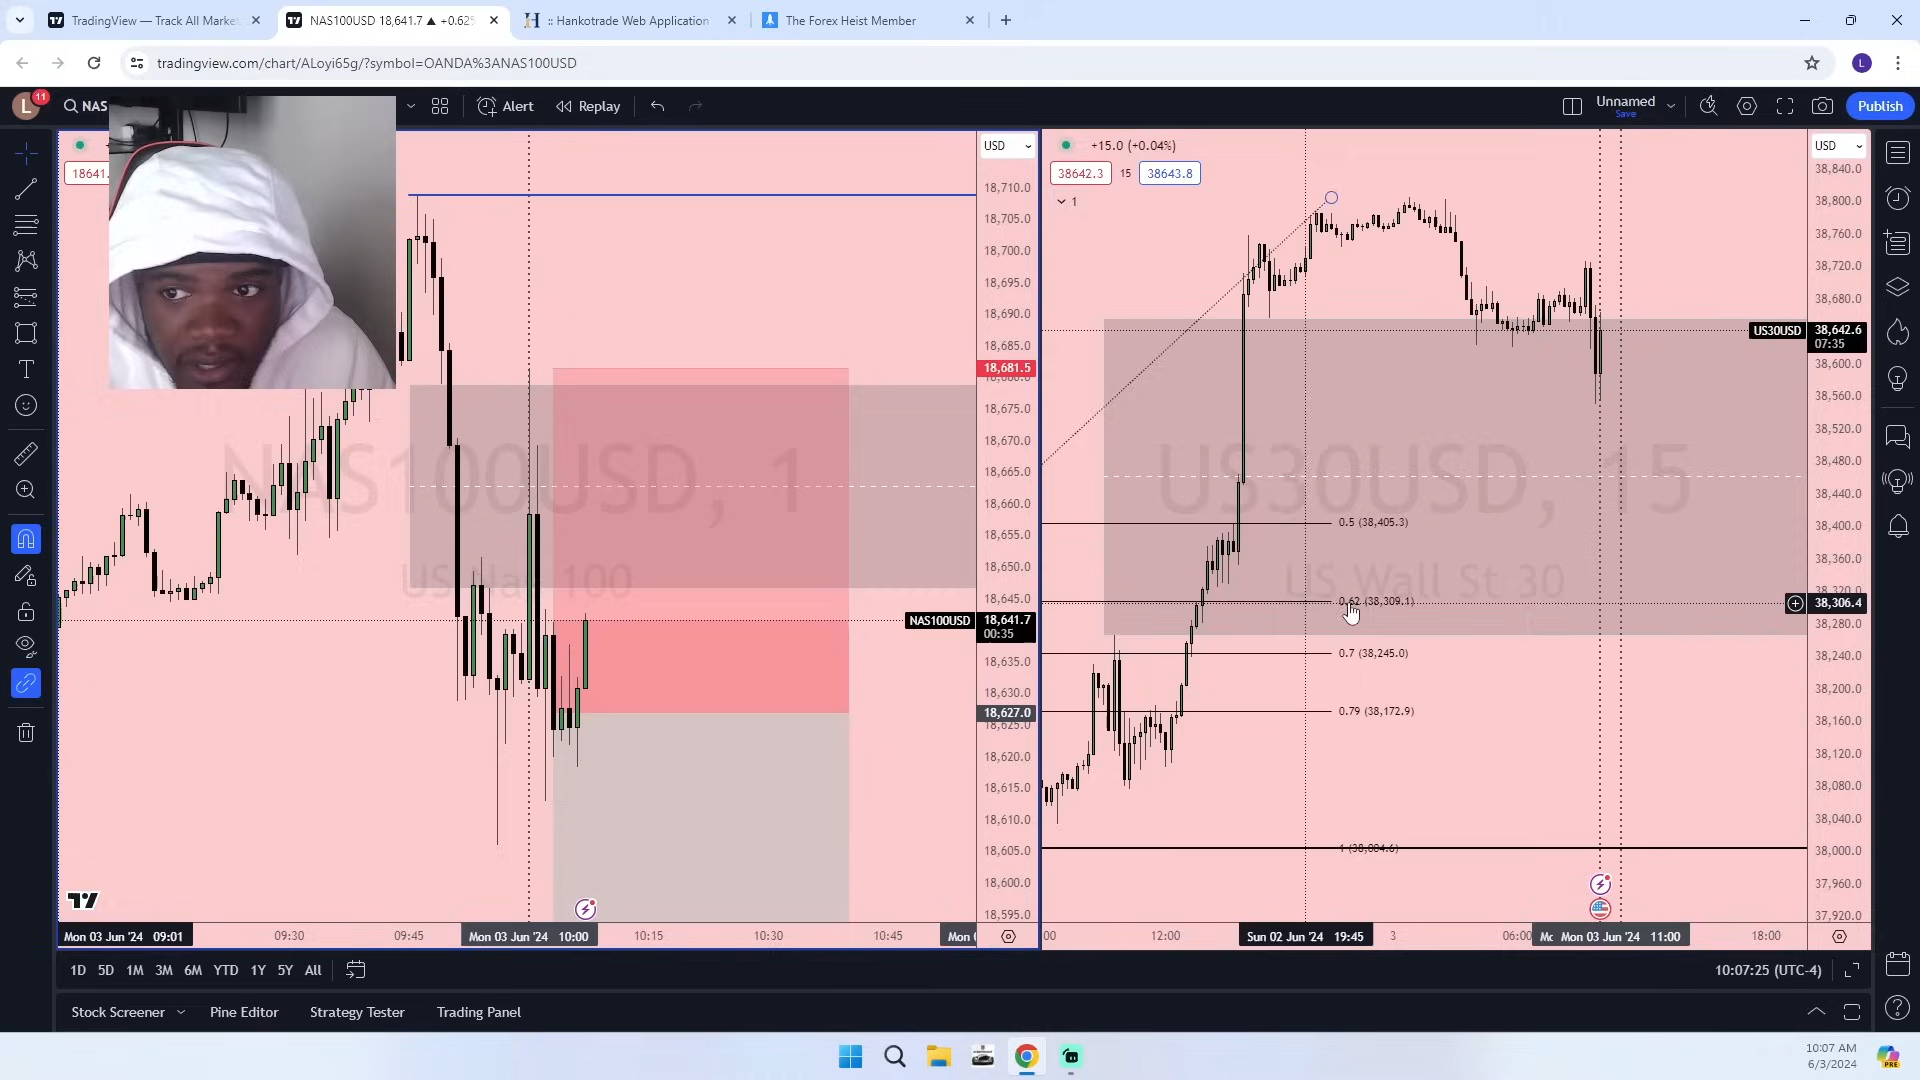 TradingView — Track All Marke
NAS100USD 18,641.7 ▲ +0.62
:: Hankotrade Web Application
The Forex Heist Member
tradingview.com/chart/ALoyi65g/?symbol=OANDA%3ANAS100USD
L
L
11
NAS
Alert
Replay
Unnamed
Save
Publish
18641.
USD
+15.0 (+0.04%)
38642.3
15
38643.8
1
USD
NAS100USD, 1
US Nas 100
US30USD, 15
US Wall St 30
18,710.0
18,705.0
18,700.0
18,695.0
18,690.0
18,685.0
18,681.5
18,675.0
18,670.0
18,665.0
18,660.0
18,655.0
18,650.0
18,645.0
NAS100USD
18,641.7
00:35
18,635.0
18,630.0
18,627.0
18,620.0
18,615.0
18,610.0
18,605.0
18,600.0
18,595.0
38,840.0
38,800.0
38,760.0
38,720.0
38,680.0
US30USD
38,642.6
07:35
38,600.0
38,560.0
38,520.0
38,480.0
38,440.0
38,400.0
38,360.0
38,306.4
38,280.0
38,240.0
38,200.0
38,160.0
38,120.0
38,080.0
38,040.0
38,000.0
37,960.0
37,920.0
0.5 (38,405.3)
0.62 (38,309.1)
0.7 (38,245.0)
0.79 (38,172.9)
1 (38,004.6)
Mon 03 Jun '24 09:01
09:30
09:45
Mon 03 Jun '24 10:00
10:15
10:30
10:45
Mon
00
12:00
Sun 02 Jun '24 19:45
3
06:00
Mon 03 Jun '24 11:00
18:00
1D 5D 1M 3M 6M YTD 1Y 5Y All
10:07:25 (UTC-4)
Stock Screener
Pine Editor
Strategy Tester
Trading Panel
10:07 AM
6/3/2024
PRE